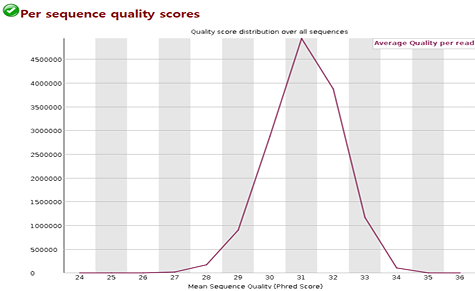 Per sequence quality scores
Quality score distribution over all sequences
Average Quality per read
4500000
4000000
3500000
3000000
2500000
2000000
1500000
1000000
500000
0
24 25 26 27 28 29 30 31 32 33 34 35 36
Mean Sequence Quality (Phred Score)